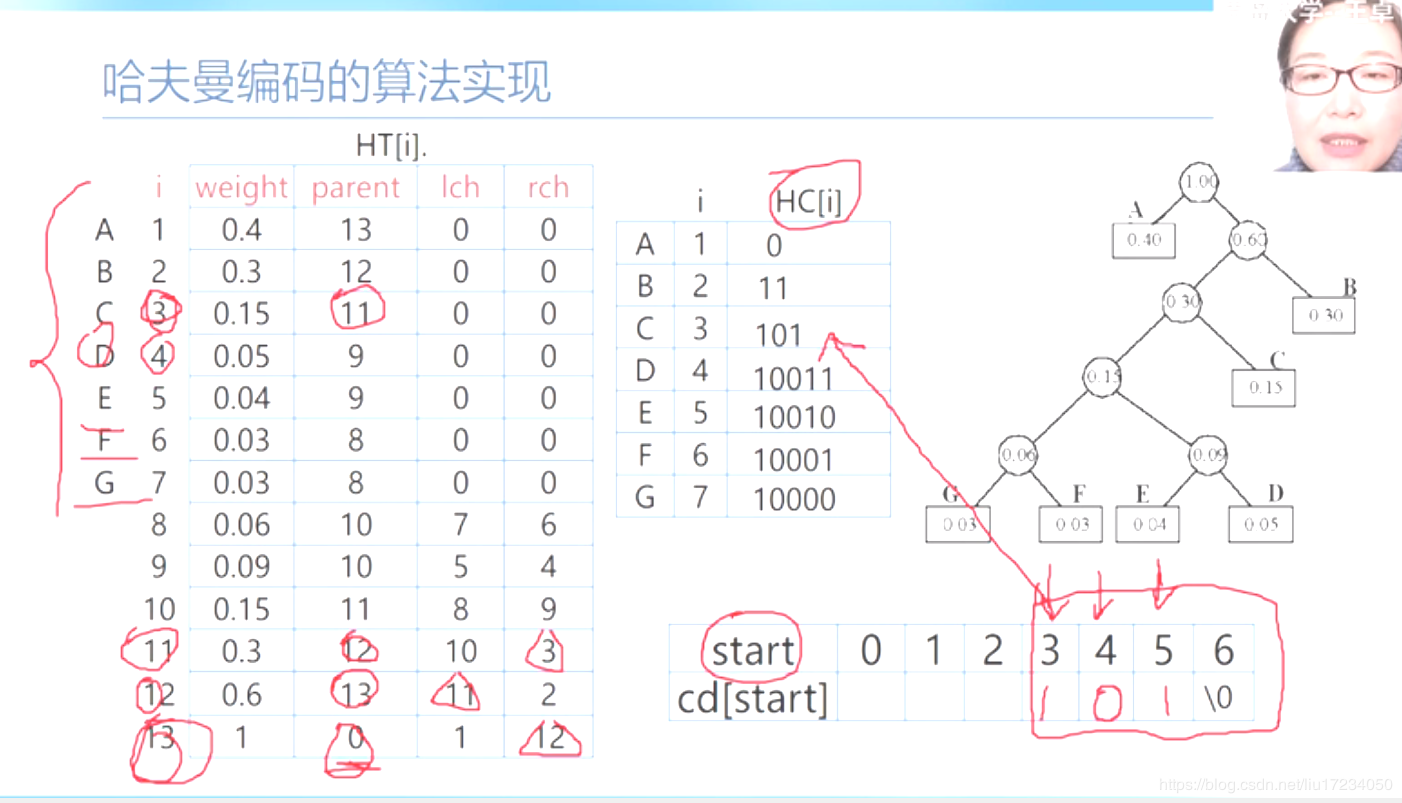 哈夫曼编码的算法实现
大学 王卓
HT[i].
i weight parent lch rch
A 1 0.4 13 0 0
B 2 0.3 12 0 0
C 3 0.15 11 0 0
D 4 0.05 9 0 0
E 5 0.04 9 0 0
F 6 0.03 8 0 0
G 7 0.03 8 0 0
8 0.06 10 7 6
9 0.09 10 5 4
10 0.15 11 8 9
11 0.3 12 10 3
12 0.6 13 11 2
13 1 0 1 12
i HC[i]
A 1 0
B 2 11
C 3 101
D 4 10011
E 5 10010
F 6 10001
G 7 10000
1.00
A
0.40 0.60
B
0.30 0.30
C
0.15 0.15
0.06 0.09
G F E D
0.03 0.03 0.04 0.05
start 0 1 2 3 4 5 6
cd[start] 1 0 1 \0
https://blog.csdn.net/liu17234050